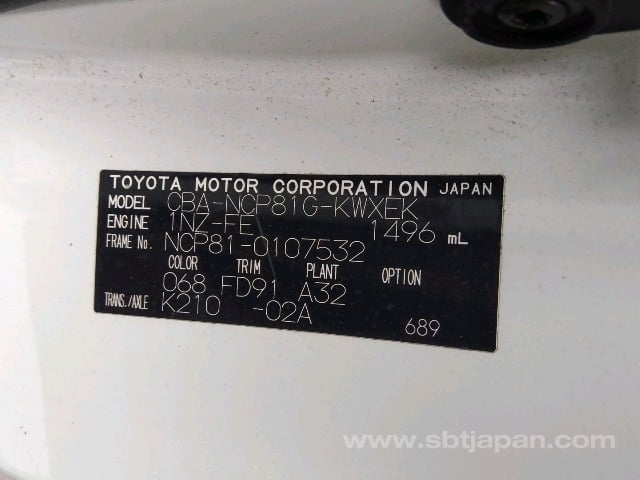 TOYOTA MOTOR CORPORATION JAPAN
MODEL CBA-NCP81G-KWXEK
ENGINE 1NZ-FE 1496 mL
FRAME No. NCP81-0107532
COLOR TRIM PLANT OPTION
068 FD91 A32
TRANS./AXLE K210 -02A
689
www.sbtjapan.com